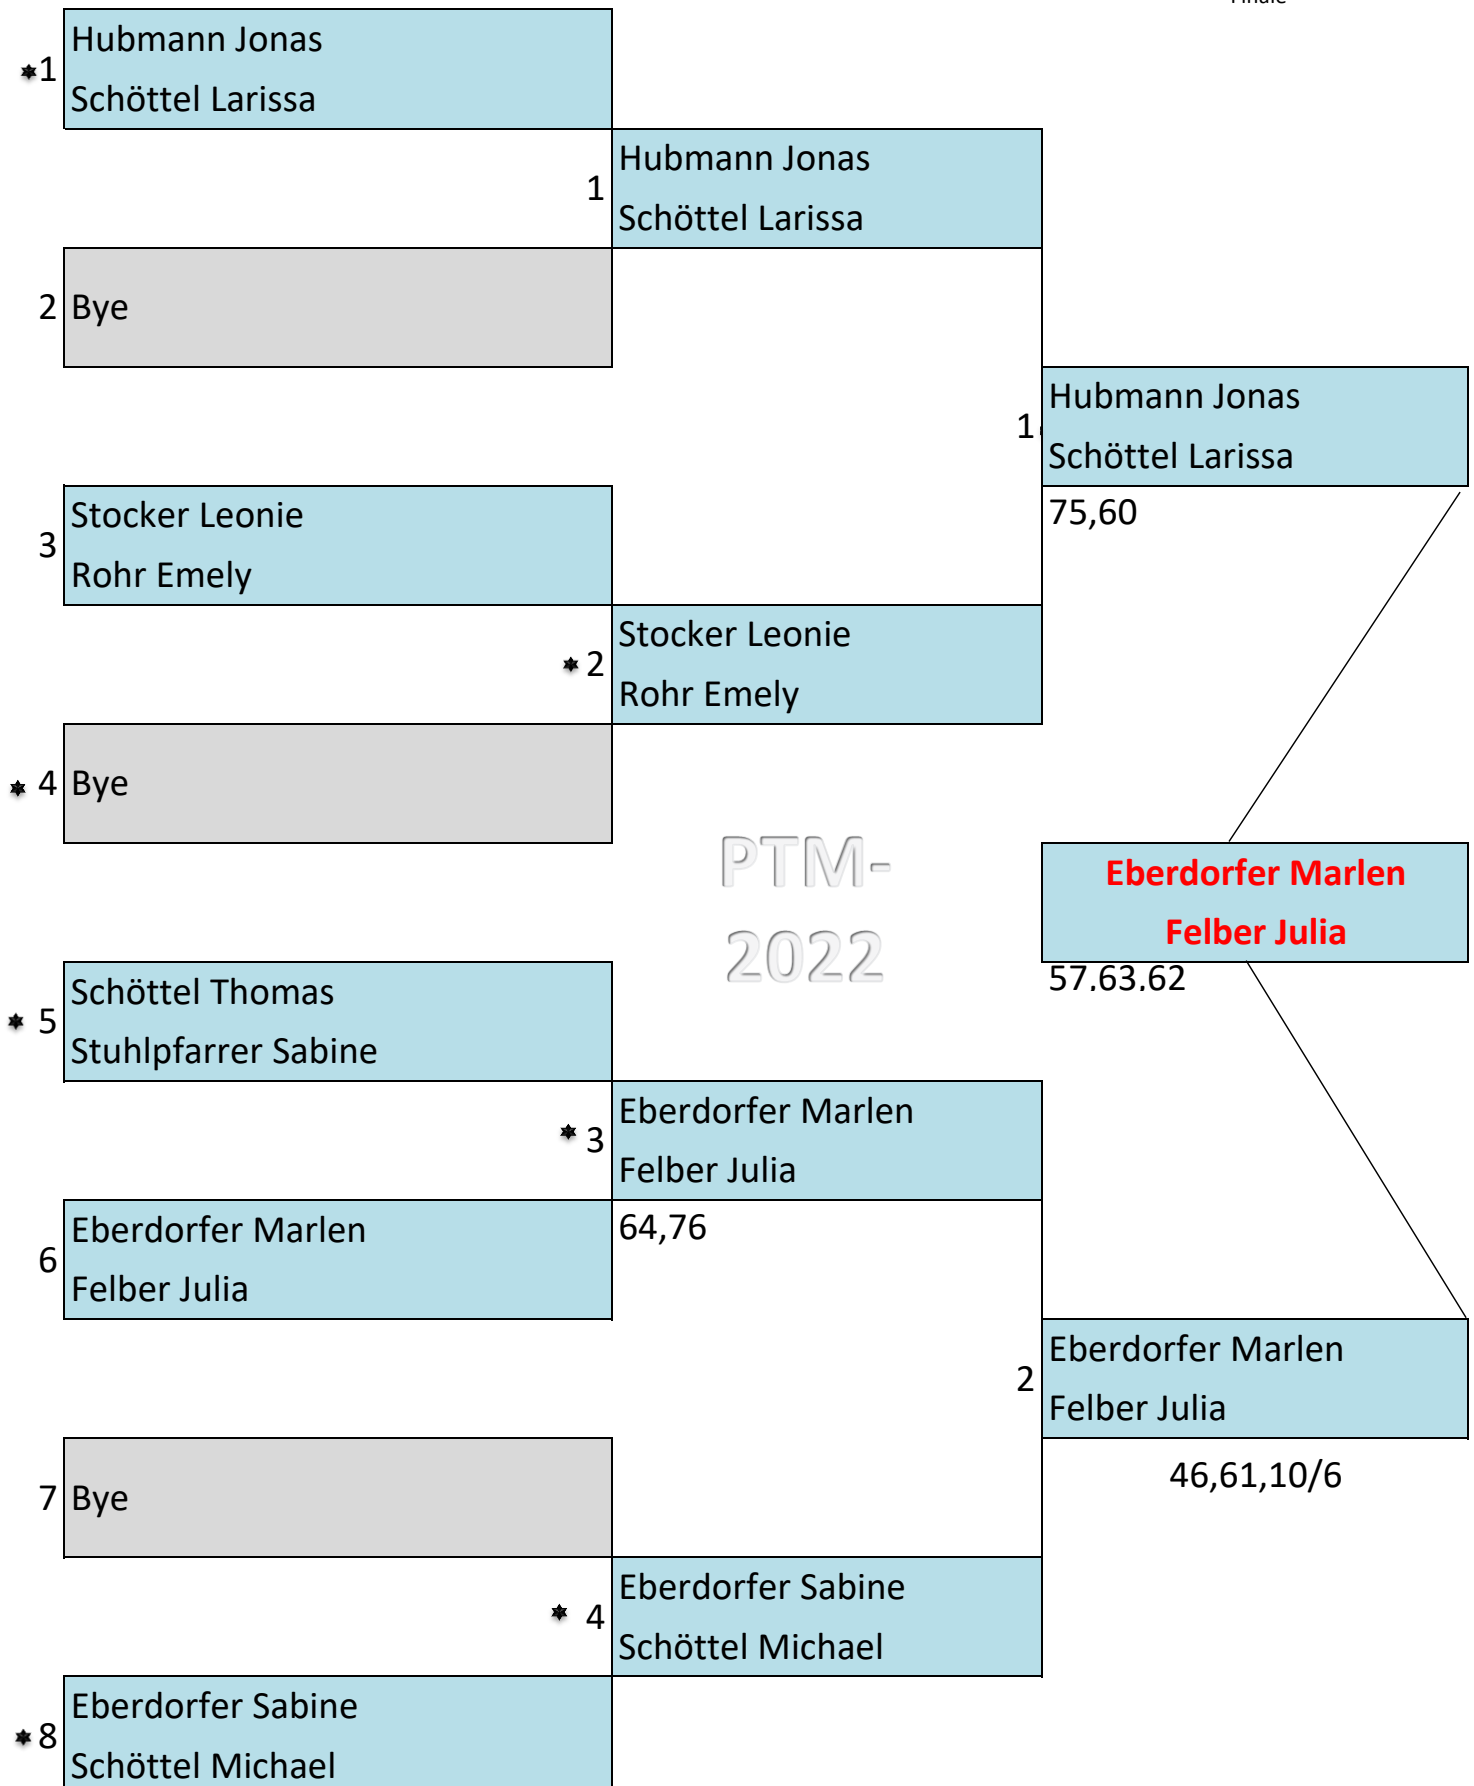 Finale
Hubmann Jonas
1
Schöttel Larissa
Hubmann Jonas
1
Schöttel Larissa
2 Bye
Hubmann Jonas
1
Schöttel Larissa
75,60
Stocker Leonie
3
Rohr Emely
Stocker Leonie
2
Rohr Emely
4 Bye
PTM-
2022
Eberdorfer Marlen
Felber Julia
57,63,62
Schöttel Thomas
5
Stuhlpfarrer Sabine
Eberdorfer Marlen
3
Felber Julia
64,76
Eberdorfer Marlen
6
Felber Julia
Eberdorfer Marlen
2
Felber Julia
46,61,10/6
7 Bye
Eberdorfer Sabine
4
Schöttel Michael
Eberdorfer Sabine
8
Schöttel Michael